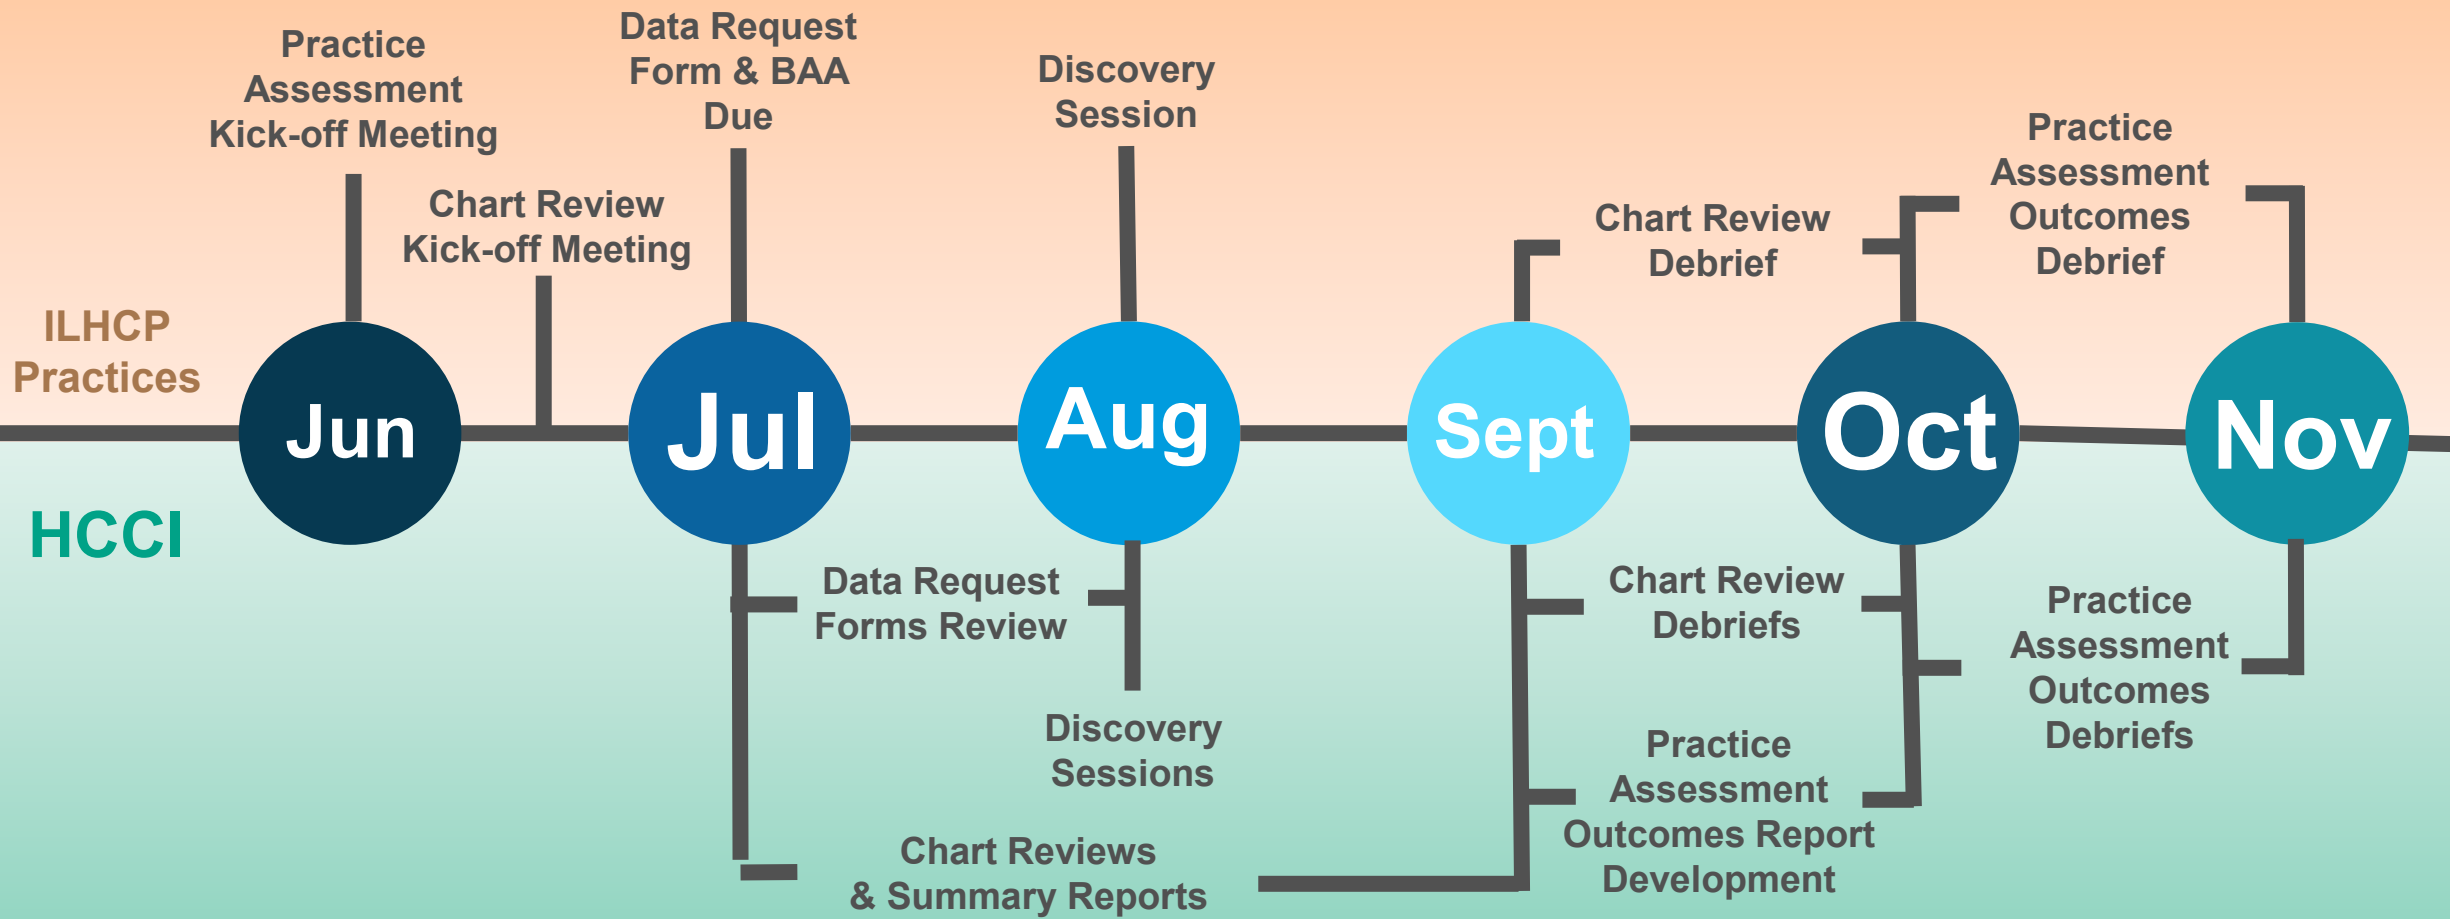 Practice
Assessment
Kick-off Meeting
Chart Review
Kick-off Meeting
Data Request
Form & BAA
Due
Discovery
Session
Chart Review
Debrief
Practice
Assessment
Outcomes
Debrief
ILHCP
Practices
Jun
Jul
Aug
Sept
Oct
Nov
HCCI
Data Request
Forms Review
Discovery
Sessions
Chart Reviews
& Summary Reports
Chart Review
Debriefs
Practice
Assessment
Outcomes Report
Development
Practice
Assessment
Outcomes
Debriefs